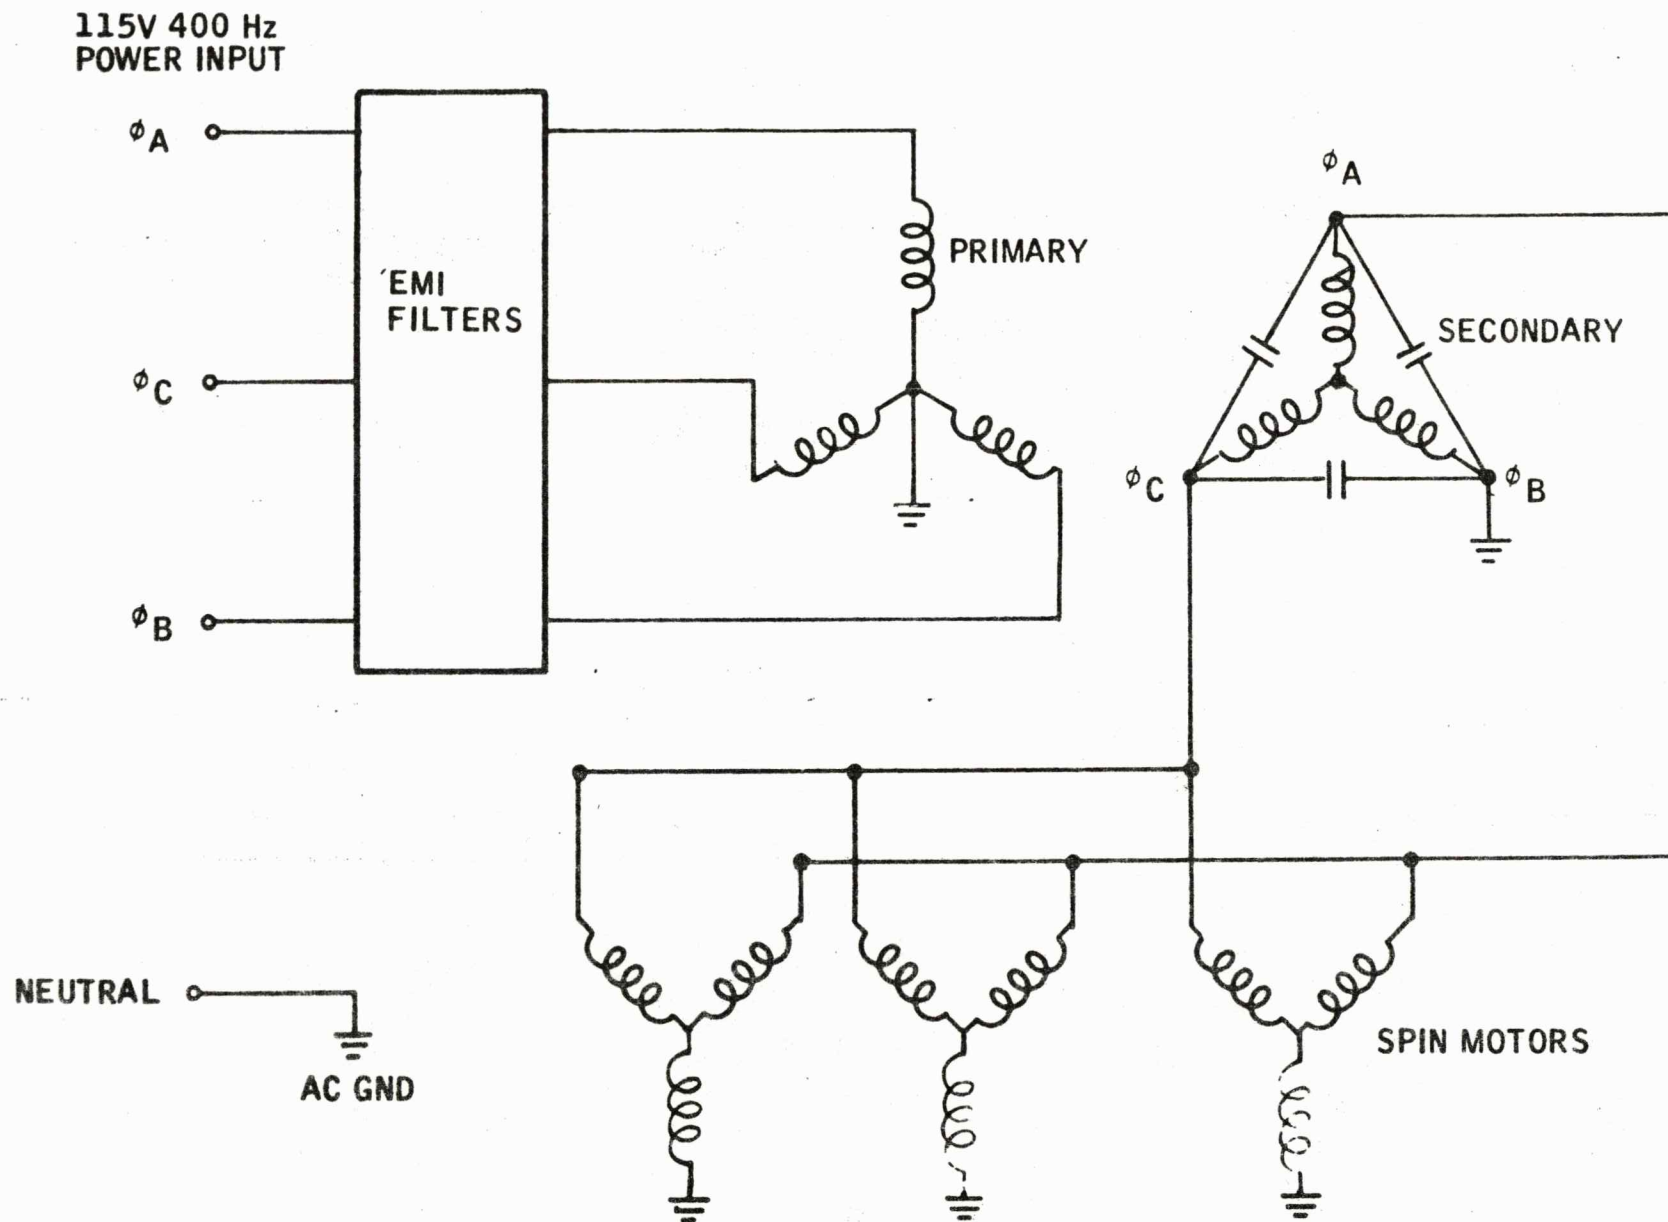 115V 400 Hz
POWER INPUT
φA
φA
PRIMARY
EMI
FILTERS
SECONDARY
φC
φC
φB
φB
NEUTRAL
SPIN MOTORS
AC GND